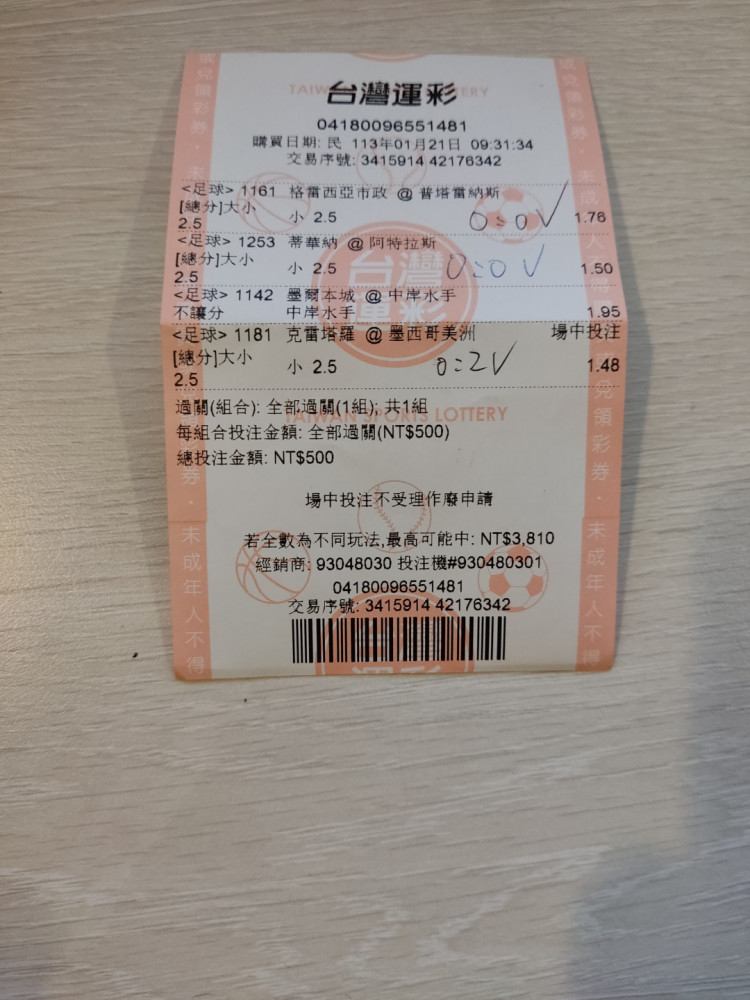 台灣運彩
04180096551481
購買日期: 民 113年01月21日 09:31:34
交易序號: 3415914 42176342
<足球> 1161 格雷西亞市政 @ 普塔雷納斯
[總分]大小 小 2.5 0:0 V 1.76
2.5
<足球> 1253 蒂華納 @ 阿特拉斯
[總分]大小 小 2.5 0:0 V 1.50
2.5
<足球> 1142 墨爾本城 @ 中岸水手
不讓分 中岸水手 1.95
<足球> 1181 克雷塔羅 @ 墨西哥美洲 場中投注
[總分]大小 小 2.5 0:2 V 1.48
2.5
過關(組合): 全部過關(1組); 共1組
TAIWAN SPORTS LOTTERY
每組合投注金額: 全部過關(NT$500)
總投注金額: NT$500
場中投注不受理作廢申請
若全數為不同玩法,最高可能中: NT$3,810
經銷商: 93048030 投注機#930480301
04180096551481
交易序號: 3415914 42176342
未成年人不得